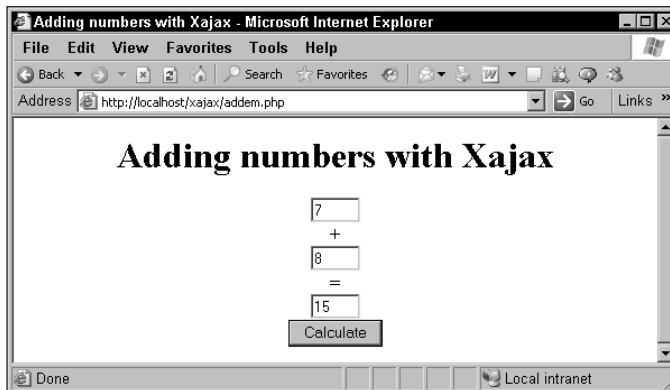 Adding numbers with Xajax - Microsoft Internet Explorer
File Edit View Favorites Tools Help
Back Search Favorites
Address http://localhost/xajax/addem.php Go Links »
Adding numbers with Xajax
7
+
8
=
15
Calculate
Done Local intranet